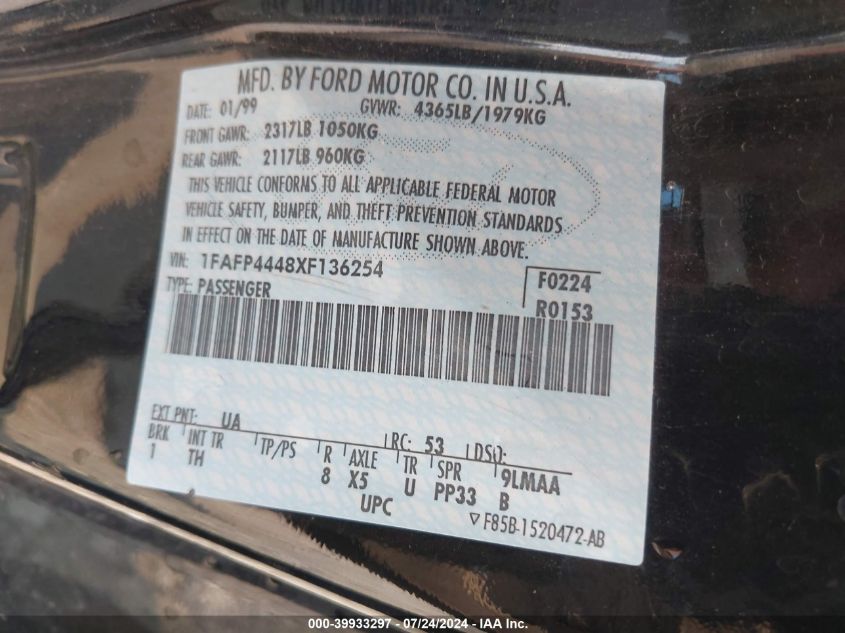 MFD. BY FORD MOTOR CO. IN U.S.A.
DATE: 01/99 GVWR: 4365LB/1979KG
FRONT GAWR: 2317LB 1050KG
REAR GAWR: 2117LB 960KG
THIS VEHICLE CONFORMS TO ALL APPLICABLE FEDERAL MOTOR
VEHICLE SAFETY, BUMPER, AND THEFT PREVENTION STANDARDS
IN EFFECT ON THE DATE OF MANUFACTURE SHOWN ABOVE.
VIN: 1FAFP4448XF136254 F0224
TYPE: PASSENGER R0153
EXT PNT: UA RC: 53 DSO:
BRK INT TR TP/PS R AXLE TR SPR 9LMAA
1 TH 8 X5 U PP33 B
UPC
▽F85B-1520472-AB
000-39933297 - 07/24/2024 - IAA Inc.